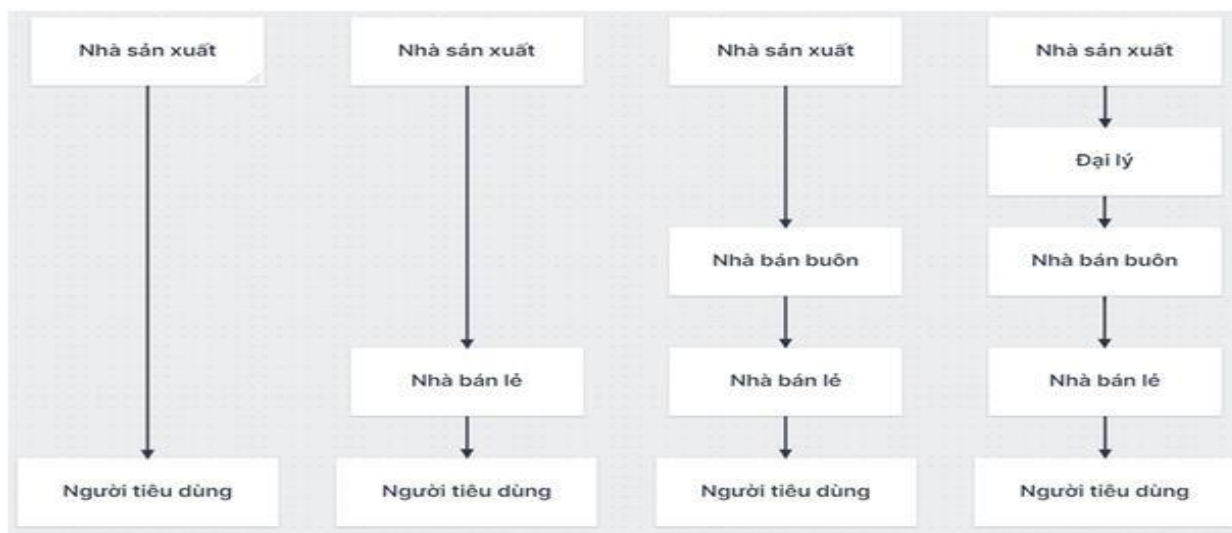 Nhà sản xuất
Nhà sản xuất
Nhà sản xuất
Nhà sản xuất
Đại lý
Nhà bán buôn
Nhà bán buôn
Nhà bán lẻ
Nhà bán lẻ
Nhà bán lẻ
Người tiêu dùng
Người tiêu dùng
Người tiêu dùng
Người tiêu dùng